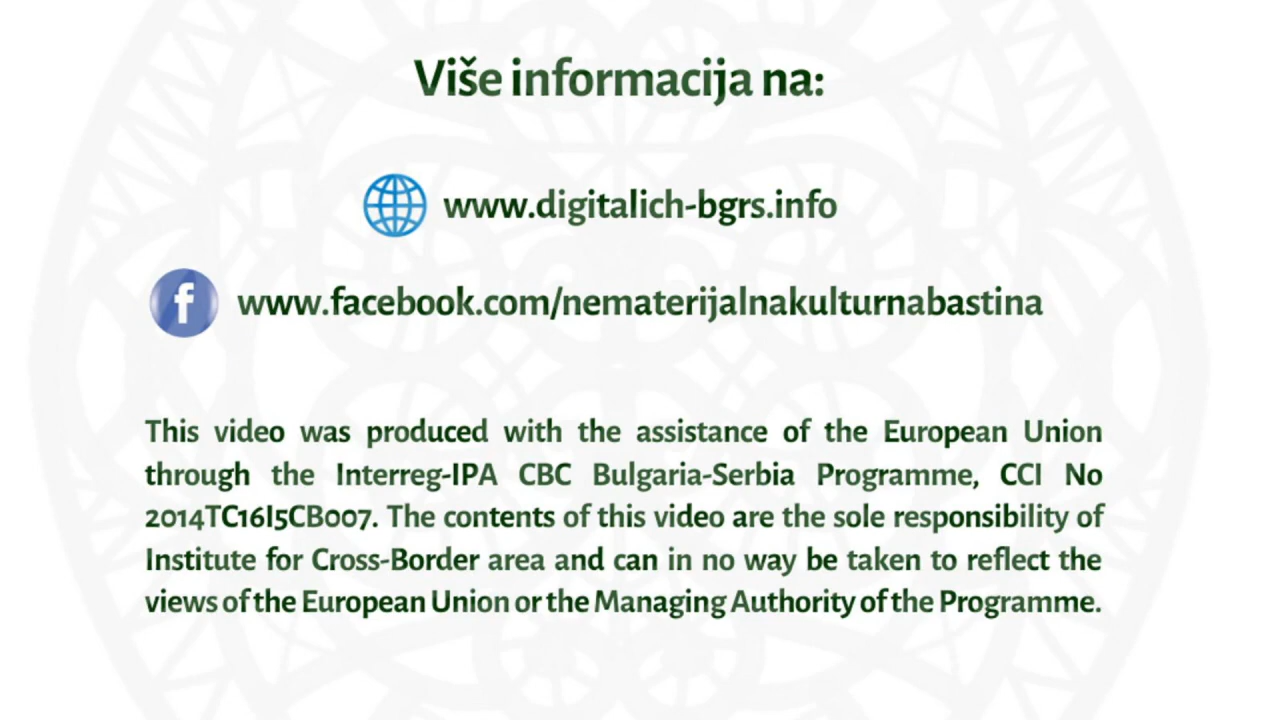 Više informacija na:
www.digitalich-bgrs.info
f www.facebook.com/nematerijalnakulturnabastina
This video was produced with the assistance of the European Union
through the Interreg-IPA CBC Bulgaria-Serbia Programme, CCI No
2014TC16I5CB007. The contents of this video are the sole responsibility of
Institute for Cross-Border area and can in no way be taken to reflect the
views of the European Union or the Managing Authority of the Programme.